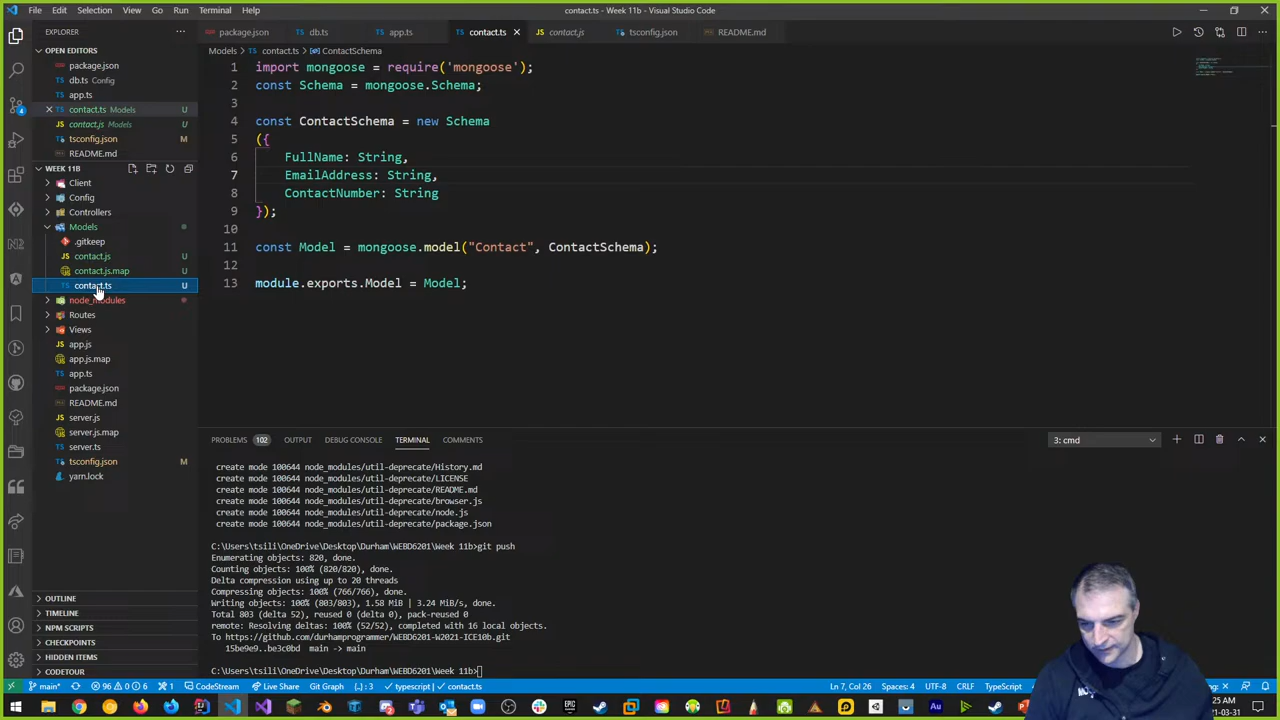 File Edit Selection View Go Run Terminal Help
contact.ts - Week 11b - Visual Studio Code
EXPLORER
package.json
db.ts
app.ts
contact.ts
contact.js
tsconfig.json
README.md
OPEN EDITORS
package.json
db.ts Config
app.ts
contact.ts Models U
contact.js Models U
tsconfig.json M
README.md
WEEK 11B
Client
Config
Controllers
Models
.gitkeep
contact.js U
contact.js.map U
contact.ts U
node_modules
Routes
Views
app.js
app.js.map
app.ts
package.json
README.md
server.js
server.js.map
server.ts
tsconfig.json M
yarn.lock
OUTLINE
TIMELINE
NPM SCRIPTS
CHECKPOINTS
HIDDEN ITEMS
CODETOUR
Models > contact.ts > ContactSchema
1 import mongoose = require('mongoose');
2 const Schema = mongoose.Schema;
3
4 const ContactSchema = new Schema
5 ({
6 FullName: String,
7 EmailAddress: String,
8 ContactNumber: String
9 });
10
11 const Model = mongoose.model("Contact", ContactSchema);
12
13 module.exports.Model = Model;
PROBLEMS 102 OUTPUT DEBUG CONSOLE TERMINAL COMMENTS
3: cmd
create mode 100644 node_modules/util-deprecate/History.md
create mode 100644 node_modules/util-deprecate/LICENSE
create mode 100644 node_modules/util-deprecate/README.md
create mode 100644 node_modules/util-deprecate/browser.js
create mode 100644 node_modules/util-deprecate/node.js
create mode 100644 node_modules/util-deprecate/package.json
C:\Users\tsili\OneDrive\Desktop\Durham\WEBD6201\Week 11b>git push
Enumerating objects: 820, done.
Counting objects: 100% (820/820), done.
Delta compression using up to 20 threads
Compressing objects: 100% (766/766), done.
Writing objects: 100% (803/803), 1.58 MiB | 3.24 MiB/s, done.
Total 803 (delta 52), reused 0 (delta 0), pack-reused 0
remote: Resolving deltas: 100% (52/52), completed with 16 local objects.
To https://github.com/durhamprogrammer/WEBD6201-W2021-ICE10b.git
15be9e9..be3c0bd main -> main
C:\Users\tsili\OneDrive\Desktop\Durham\WEBD6201\Week 11b>
main* 96 0 6 1 CodeStream Live Share Git Graph {..} : 3 typescript | contact.ts
Ln 7, Col 26 Spaces: 4 UTF-8 CRLF TypeScript